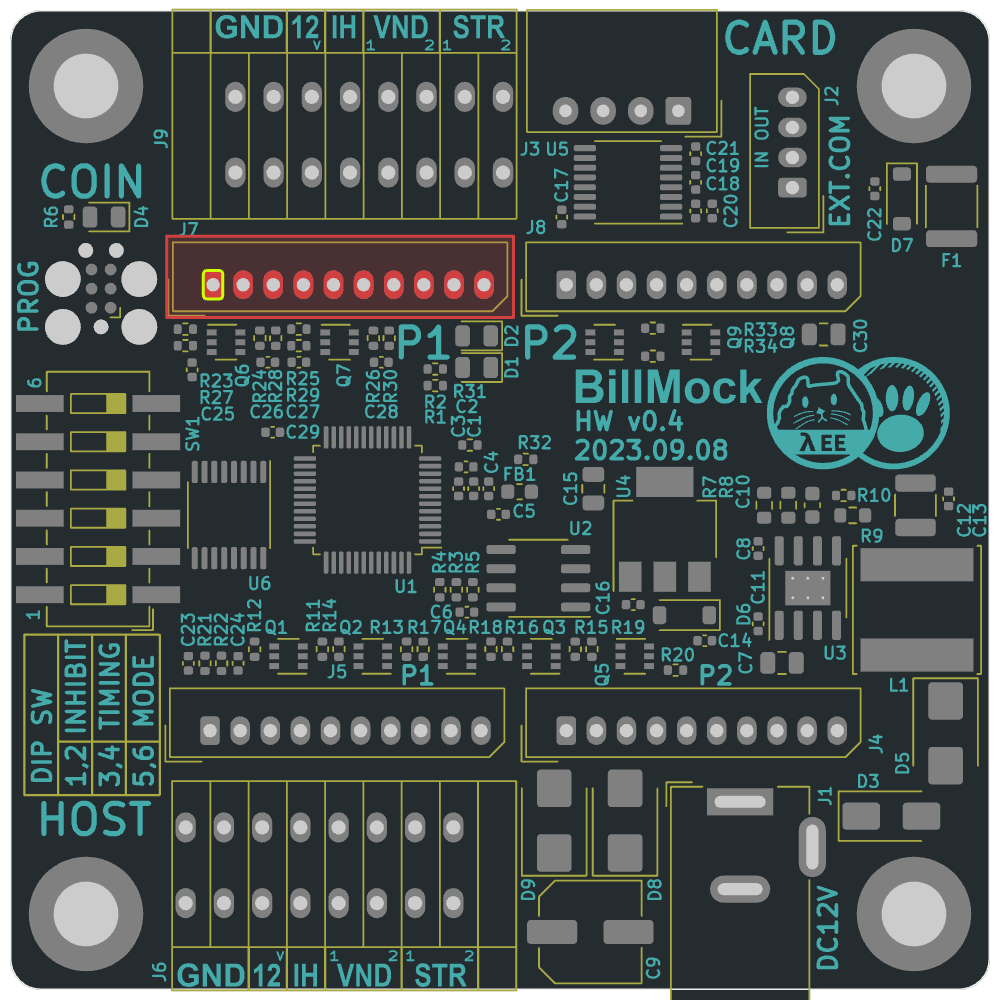 GND 12 IH VND STR
v 1 2 1 2
CARD
J9
J3 U5
C21
C19
C18
C20
C17
IN OUT
J2
EXT.COM
COIN
R6
D4
J7
J8
C22
D7
F1
PROG
P1
D2
D1
P2
Q9
R33
R34
Q8
C30
R23
R27
C25
Q6
R24
R28
C26
R25
R29
C27
Q7
R26
R30
C28
R31
R2
R1
C2
C3
C1
BillMock
HW v0.4
2023.09.08
λEE
6
SW1
C29
R32
C4
FB1
C5
C15
U4
R7
R8
C10
R10
R9
C12
C13
U2
C8
C11
D6
U6
U1
R4
R3
R5
C6
C16
1
C23
R21
R22
C24
R12
Q1
R11
R14
Q2
R13
R17
Q4
R18
R16
Q3
R15
R19
C14
R20
C7
U3
J5
P1
Q5
P2
L1
DIP SW
1,2 INHIBIT
3,4 TIMING
5,6 MODE
J4
D5
D3
J1
HOST
D9
D8
C9
DC12V
J6
v 1 2 1 2
GND 12 IH VND STR